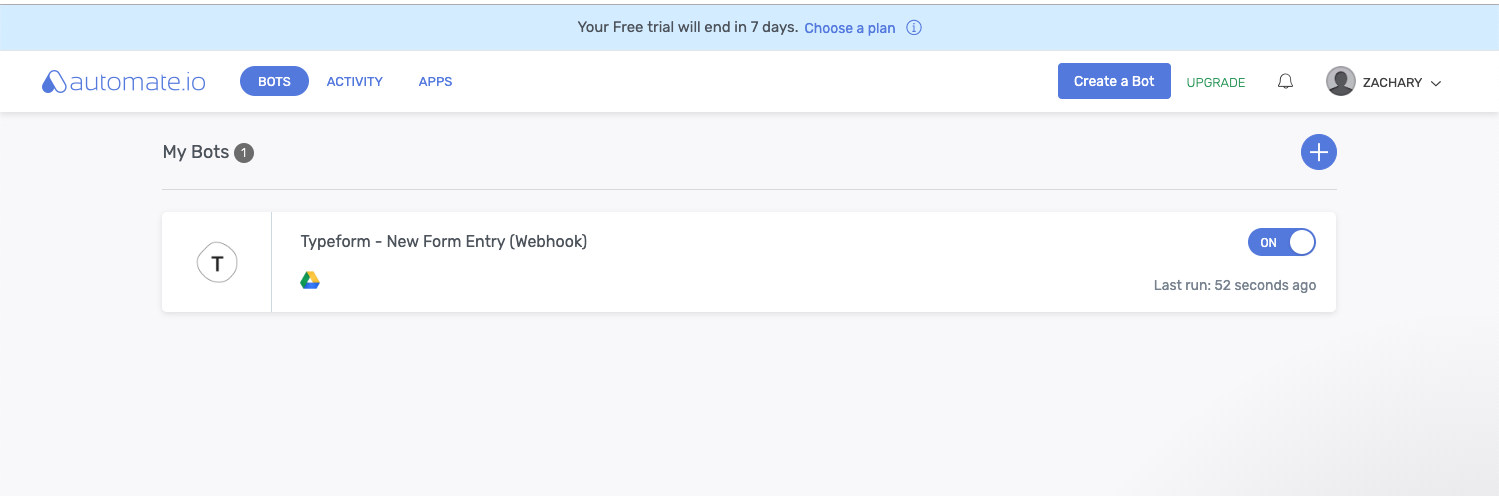 Your Free trial will end in 7 days. Choose a plan
automate.io BOTS ACTIVITY APPS Create a Bot UPGRADE ZACHARY
My Bots 1
T
Typeform - New Form Entry (Webhook) ON
Last run: 52 seconds ago